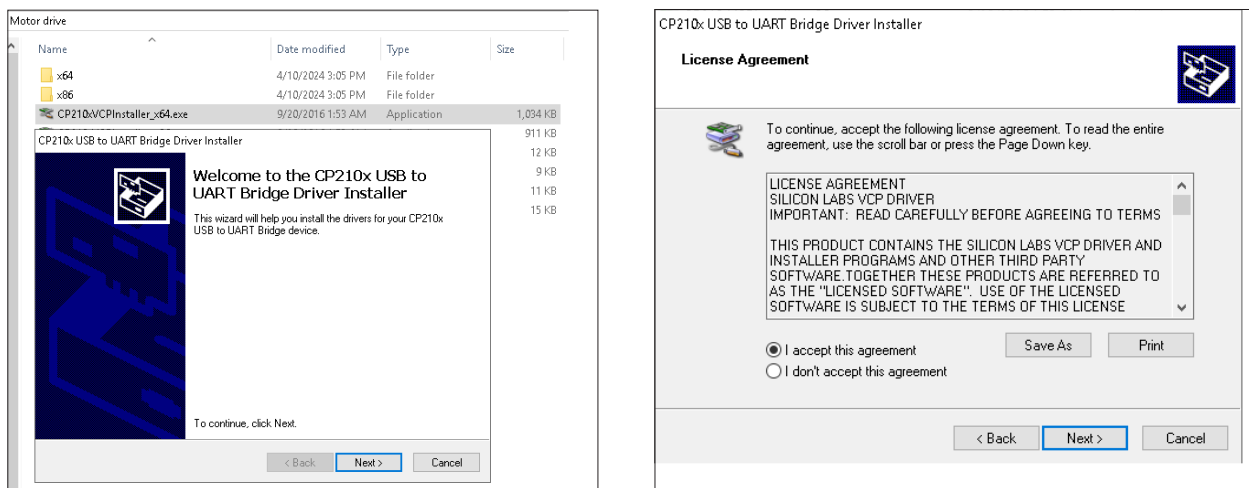 Motor drive
Name Date modified Type Size
x64 4/10/2024 3:05 PM File folder
x86 4/10/2024 3:05 PM File folder
CP210xVCPInstaller_x64.exe 9/20/2016 1:53 AM Application 1,034 KB
911 KB
12 KB
9 KB
11 KB
15 KB
CP210x USB to UART Bridge Driver Installer
Welcome to the CP210x USB to
UART Bridge Driver Installer
This wizard will help you install the drivers for your CP210x
USB to UART Bridge device.
To continue, click Next.
< Back Next > Cancel
CP210x USB to UART Bridge Driver Installer
License Agreement
To continue, accept the following license agreement. To read the entire
agreement, use the scroll bar or press the Page Down key.
LICENSE AGREEMENT
SILICON LABS VCP DRIVER
IMPORTANT: READ CAREFULLY BEFORE AGREEING TO TERMS
THIS PRODUCT CONTAINS THE SILICON LABS VCP DRIVER AND
INSTALLER PROGRAMS AND OTHER THIRD PARTY
SOFTWARE.TOGETHER THESE PRODUCTS ARE REFERRED TO
AS THE "LICENSED SOFTWARE". USE OF THE LICENSED
SOFTWARE IS SUBJECT TO THE TERMS OF THIS LICENSE
I accept this agreement Save As Print
I don't accept this agreement
< Back Next > Cancel